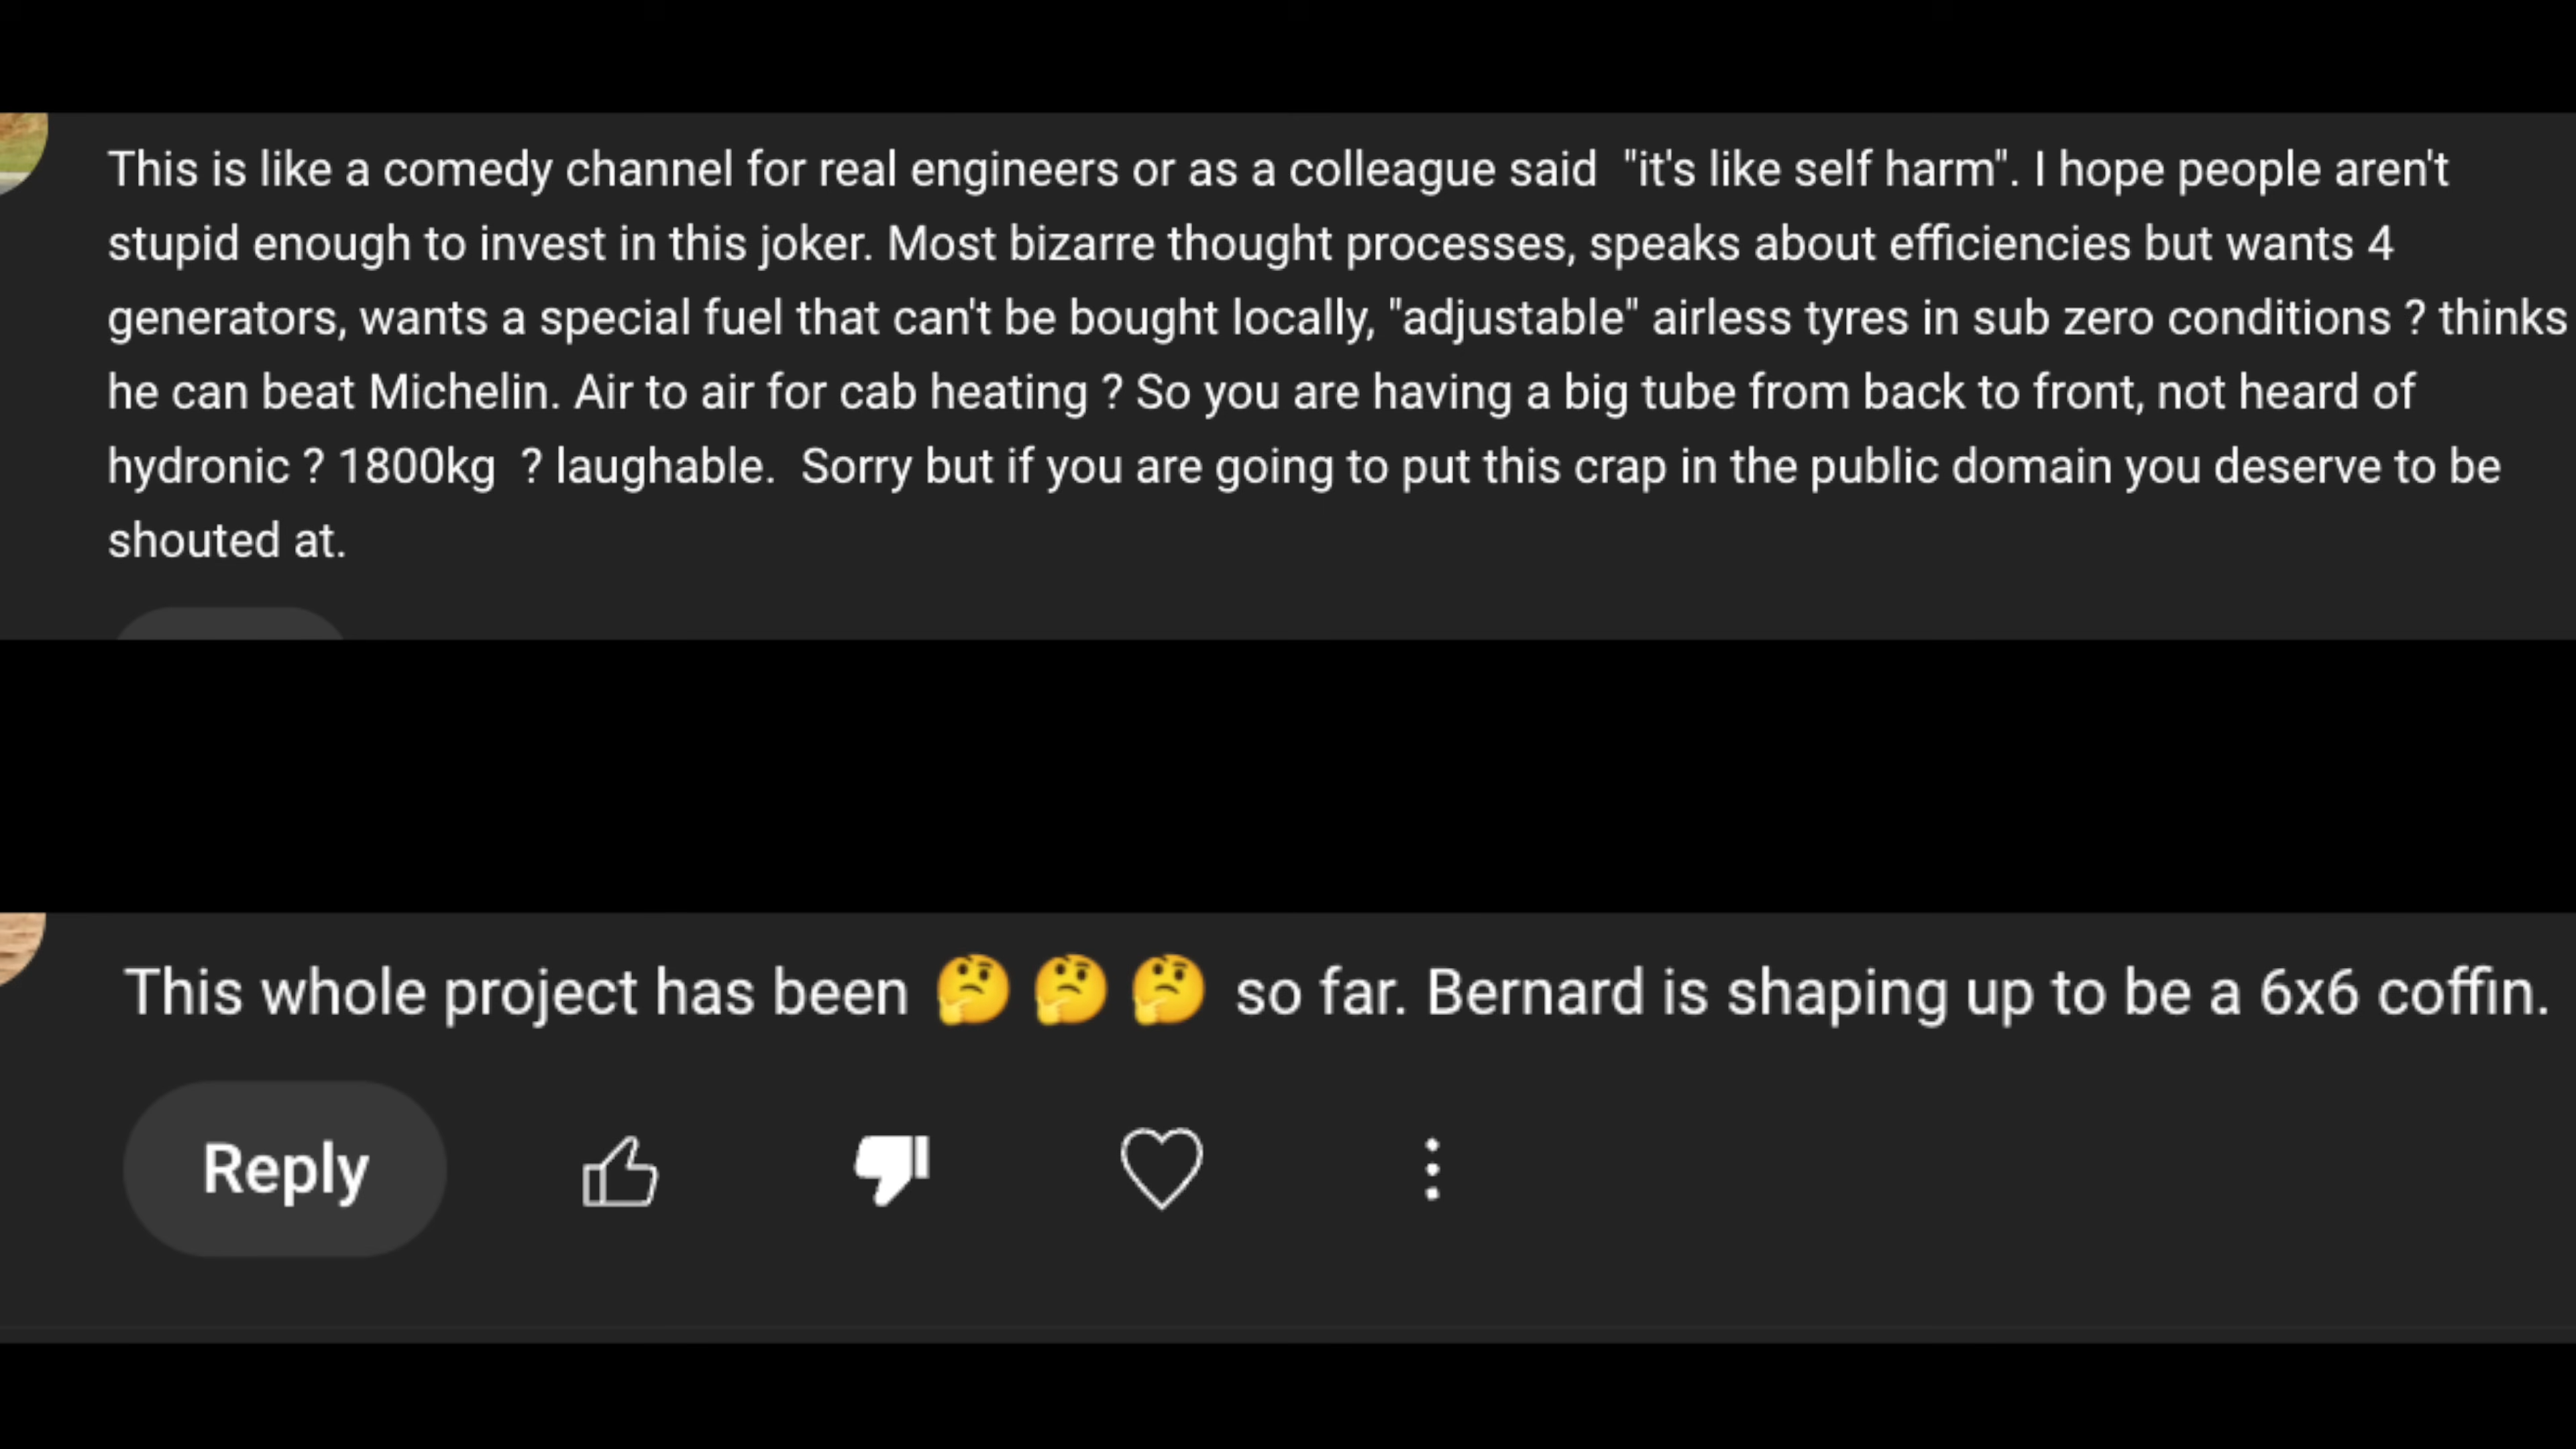 This is like a comedy channel for real engineers or as a colleague said  "it's like self harm". I hope people aren't
stupid enough to invest in this joker. Most bizarre thought processes, speaks about efficiencies but wants 4
generators, wants a special fuel that can't be bought locally, "adjustable" airless tyres in sub zero conditions ? thinks
he can beat Michelin. Air to air for cab heating ? So you are having a big tube from back to front, not heard of
hydronic ? 1800kg  ? laughable.  Sorry but if you are going to put this crap in the public domain you deserve to be
shouted at.
This whole project has been 🤔🤔🤔 so far. Bernard is shaping up to be a 6x6 coffin.
Reply